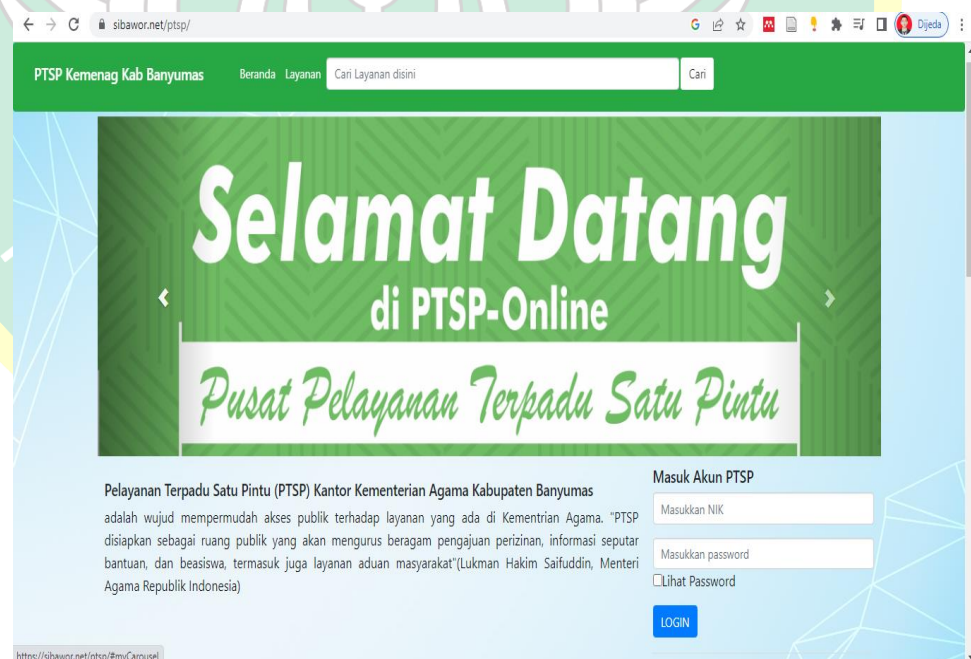 sibawor.net/ptsp/
Dijeda
PTSP Kemenag Kab Banyumas
Beranda Layanan
Cari Layanan disini
Cari
Selamat Datang
di PTSP-Online
Pusat Pelayanan Terpadu Satu Pintu
Pelayanan Terpadu Satu Pintu (PTSP) Kantor Kementerian Agama Kabupaten Banyumas
adalah wujud mempermudah akses publik terhadap layanan yang ada di Kementrian Agama. "PTSP
disiapkan sebagai ruang publik yang akan mengurus beragam pengajuan perizinan, informasi seputar
bantuan, dan beasiswa, termasuk juga layanan aduan masyarakat"(Lukman Hakim Saifuddin, Menteri
Agama Republik Indonesia)
Masuk Akun PTSP
Masukkan NIK
Masukkan password
Lihat Password
LOGIN
https://sibawor.net/ptsp/#myCarousel